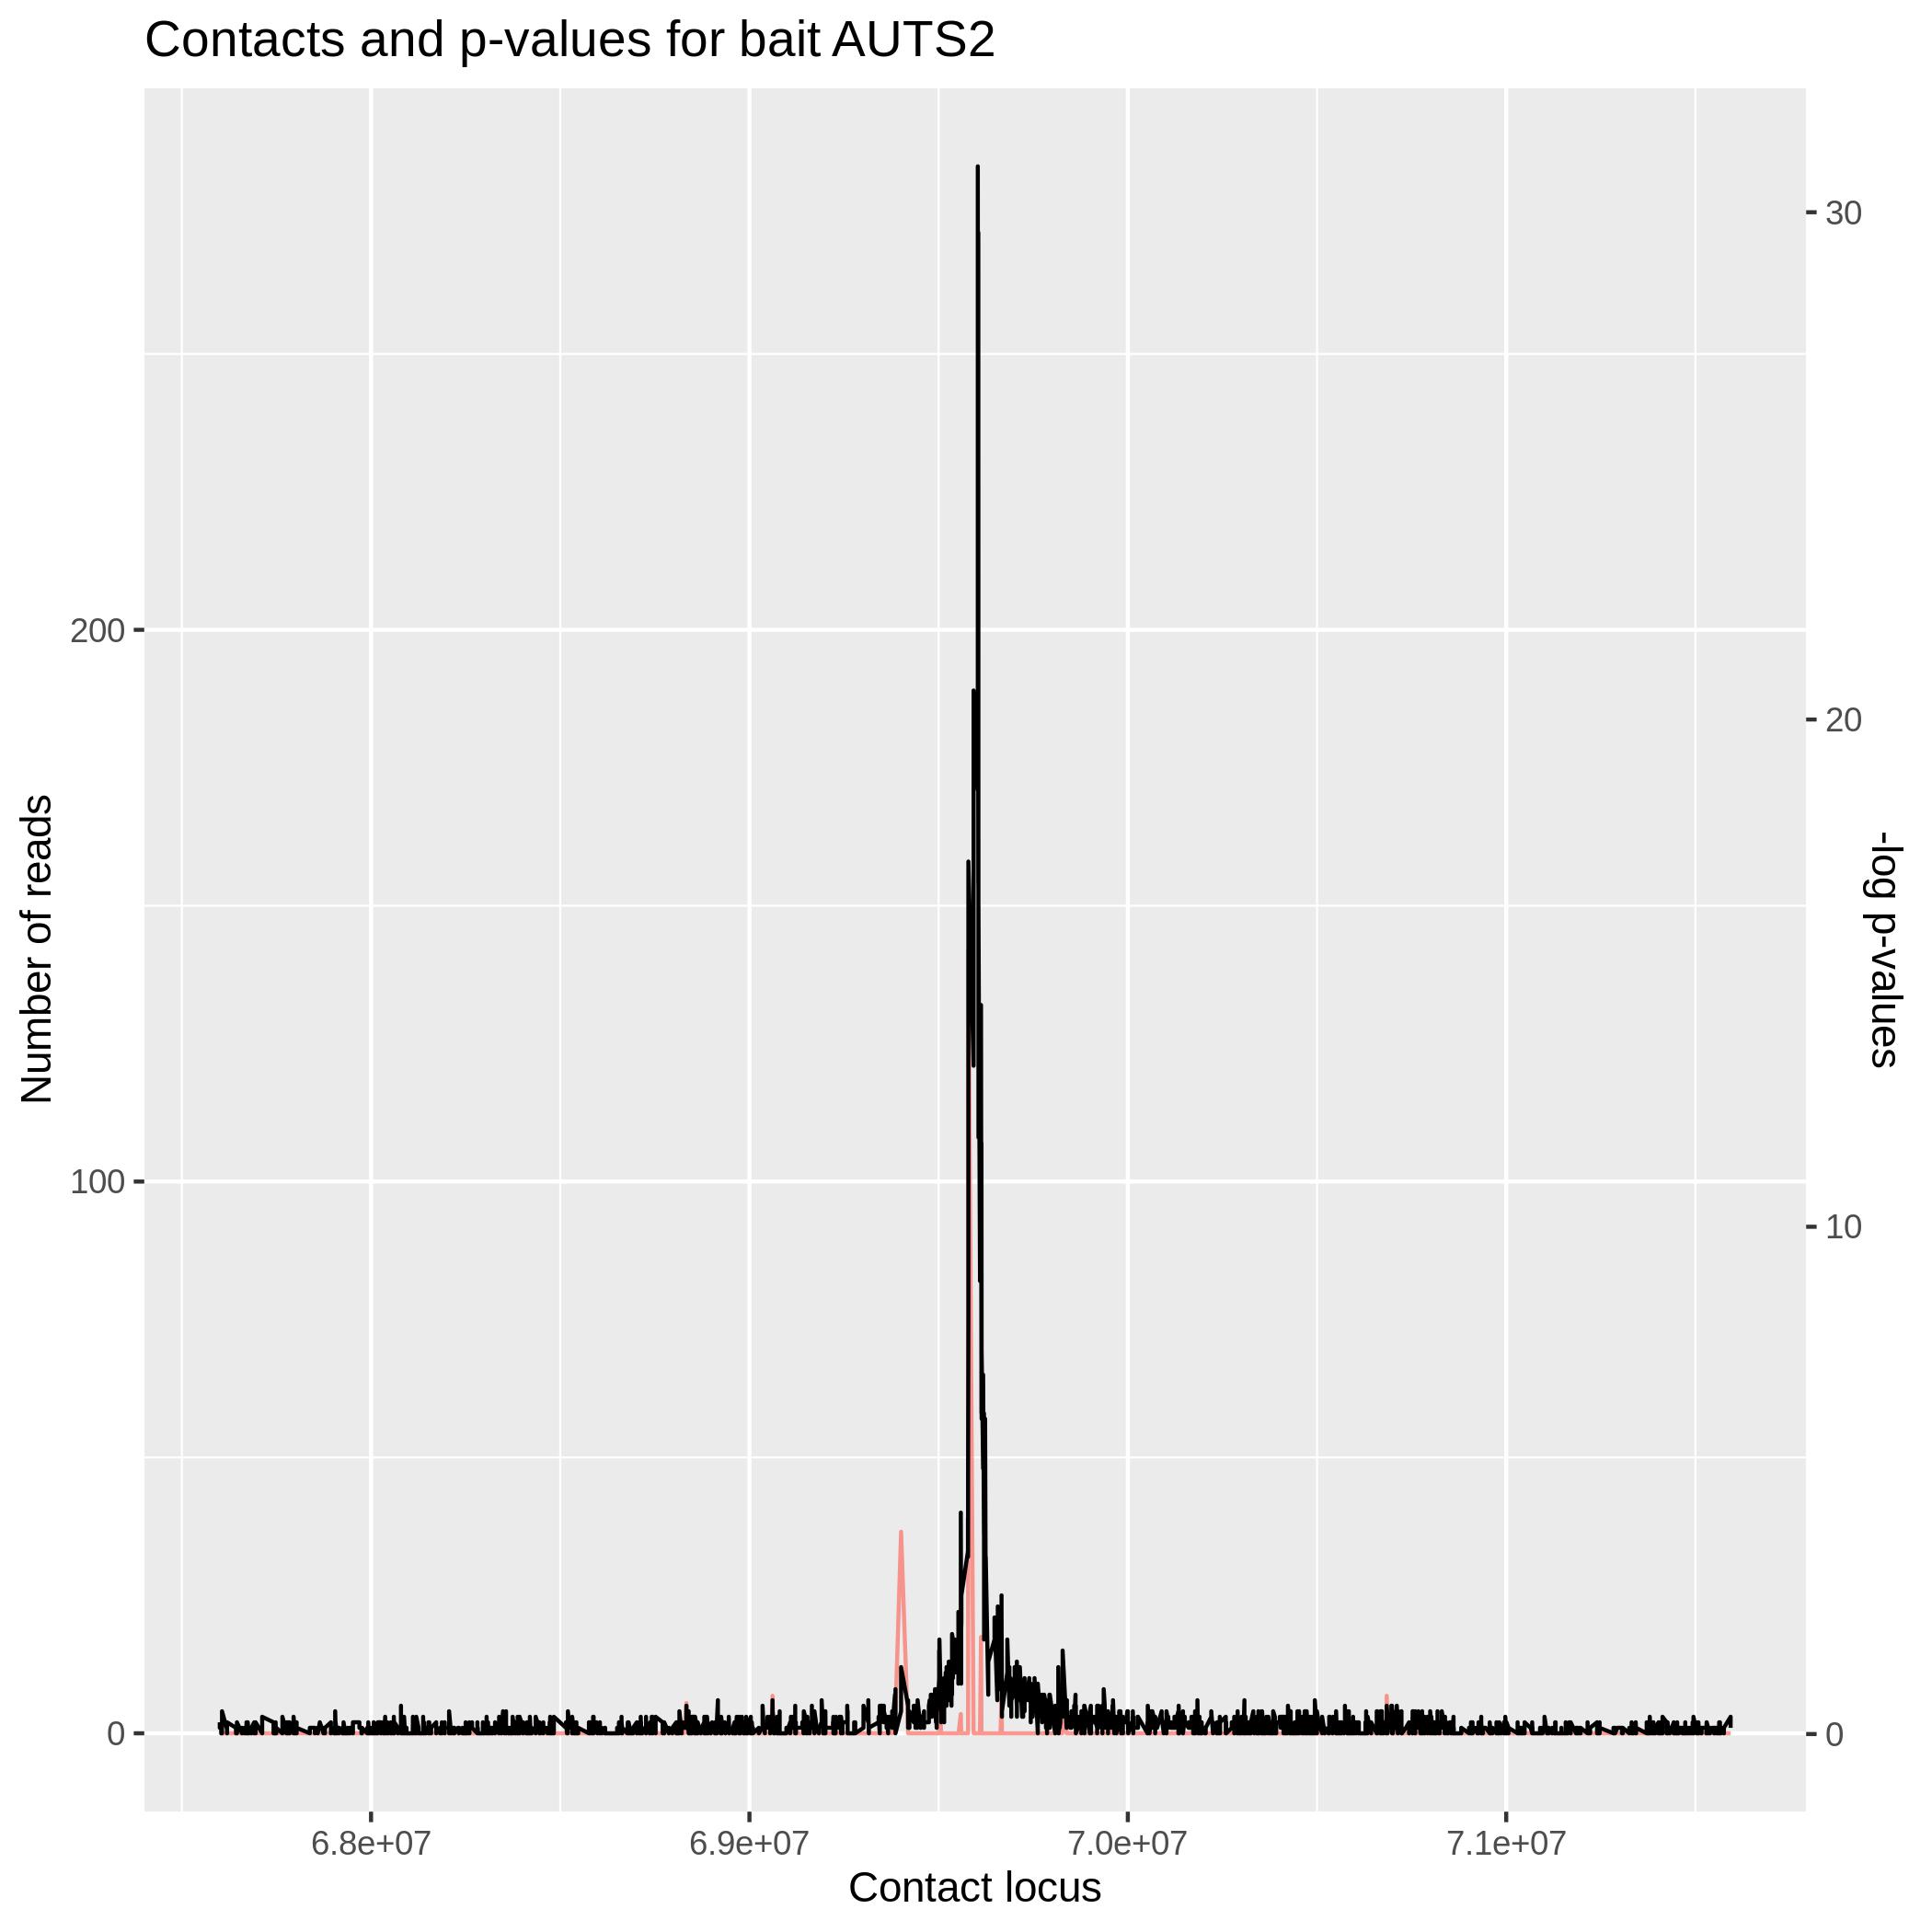 Contacts and p-values for bait AUTS2
30
200
20
Number of reads
-log p-values
100
10
0
0
6.8e+07
6.9e+07
7.0e+07
7.1e+07
Contact locus